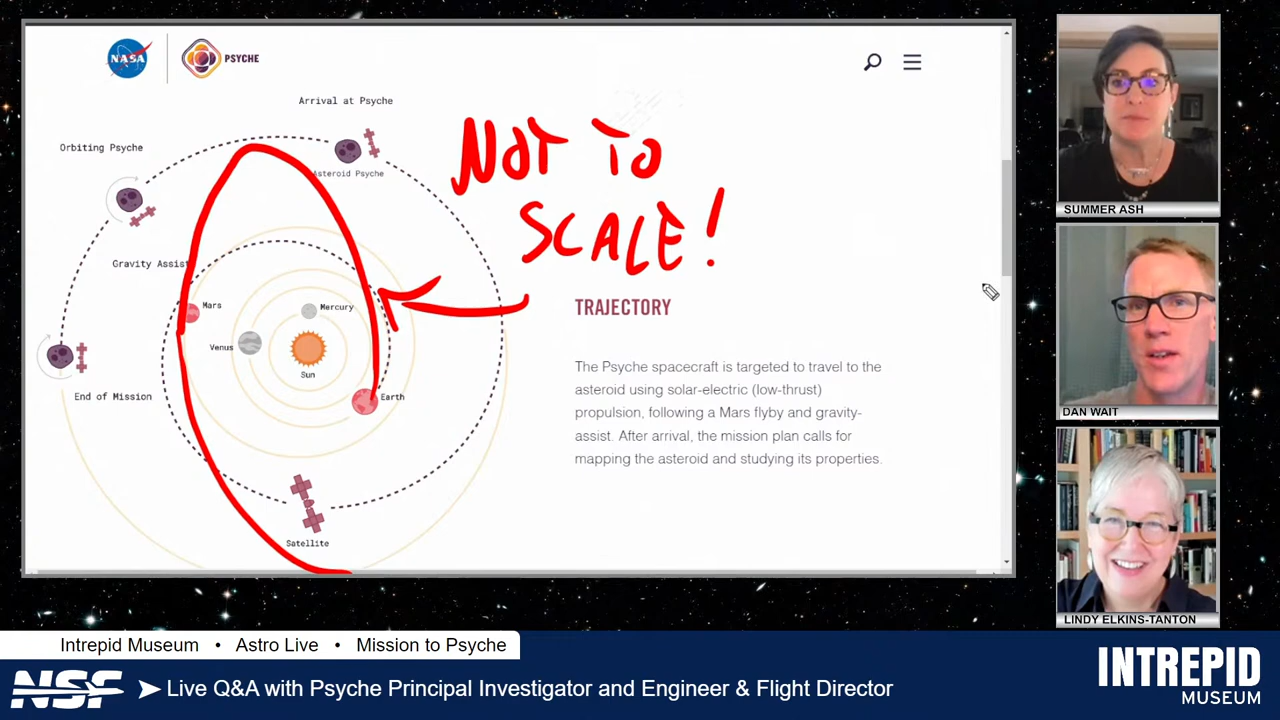 NASA
PSYCHE
Arrival at Psyche
Orbiting Psyche
Asteroid Psyche
NOT TO
SCALE!
Gravity Assist
Mars
Mercury
Venus
Sun
Earth
End of Mission
Satellite
TRAJECTORY
The Psyche spacecraft is targeted to travel to the
asteroid using solar-electric (low-thrust)
propulsion, following a Mars flyby and gravity-
assist. After arrival, the mission plan calls for
mapping the asteroid and studying its properties.
SUMMER ASH
DAN WAIT
LINDY ELKINS-TANTON
Intrepid Museum • Astro Live • Mission to Psyche
NSF
Live Q&A with Psyche Principal Investigator and Engineer & Flight Director
INTREPID
MUSEUM